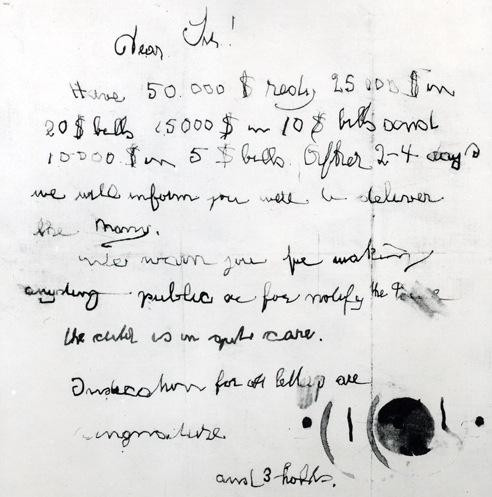 Dear Sir!
Have 50.000 $ redy 25 000 $ in
20 $ bills 15000 $ in 10 $ bills and
10000 $ in 5 $ bills After 2-4 days
we will inform you were to deliver
the Mony.
We warn you for making
anyding public or for notify the
the child is in gut care.
Indication for all are
singnature
and 3 holds.